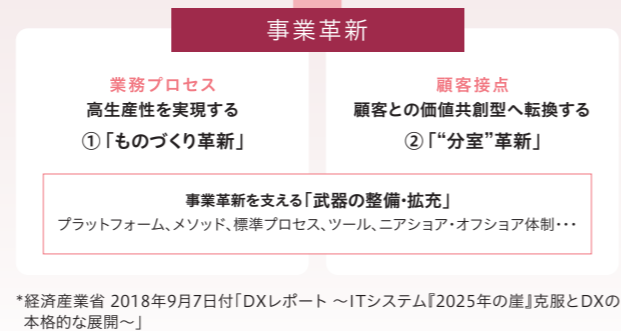 事業革新
業務プロセス
高生産性を実現する
①「ものづくり革新」
顧客接点
顧客との価値共創型へ転換する
②「“分室”革新」
事業革新を支える「武器の整備・拡充」
プラットフォーム、メソッド、標準プロセス、ツール、ニアショア・オフショア体制・・・
*経済産業省 2018年9月7日付「DXレポート ～ITシステム『2025年の崖』克服とDXの
本格的な展開～」